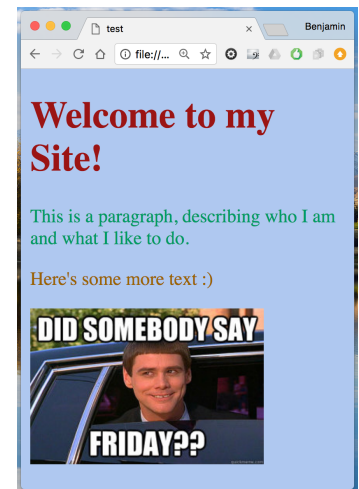 test
Benjamin
file://...
Welcome to my
Site!
This is a paragraph, describing who I am
and what I like to do.
Here's some more text :)
DID SOMEBODY SAY
FRIDAY??